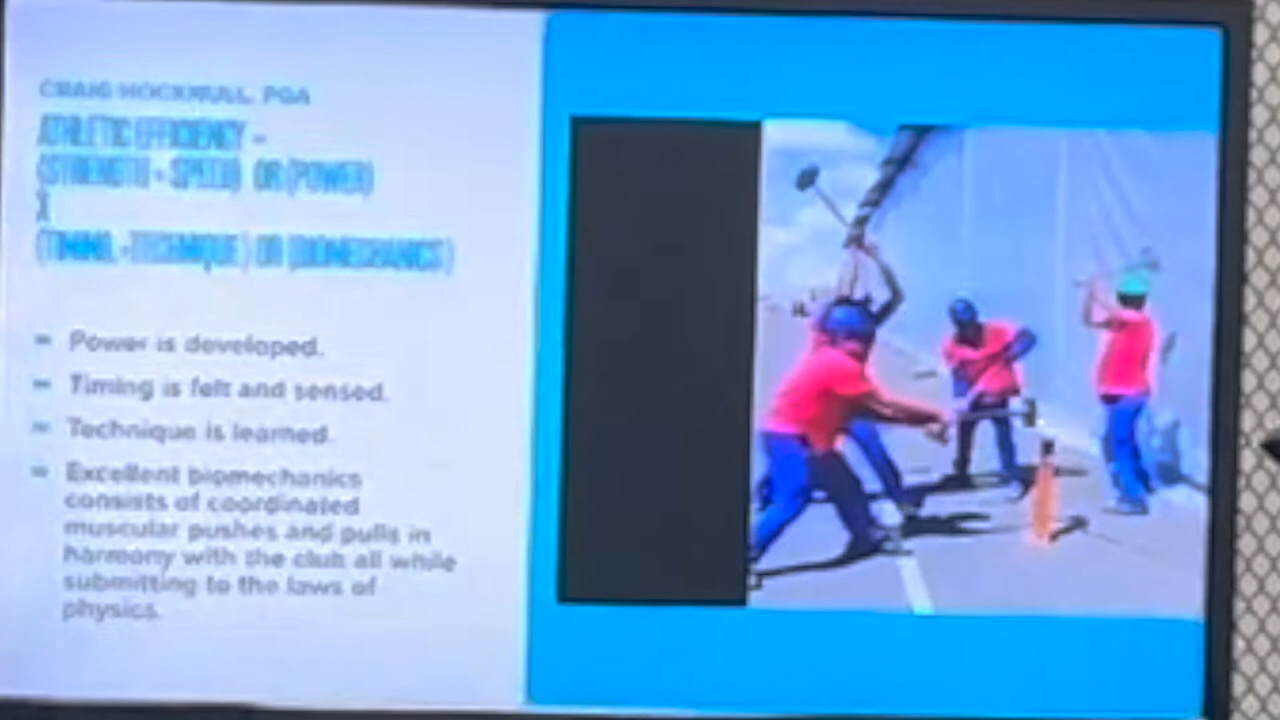 CRAIG HOCKNULL, PGA
ATHLETIC EFFICIENCY =
(STRENGTH + SPEED) OR (POWER)
X
(TIMING + TECHNIQUE) OR (BIOMECHANICS)
Power is developed.
Timing is felt and sensed.
Technique is learned.
Excellent biomechanics
consists of coordinated
muscular pushes and pulls in
harmony with the club all while
submitting to the laws of
physics.